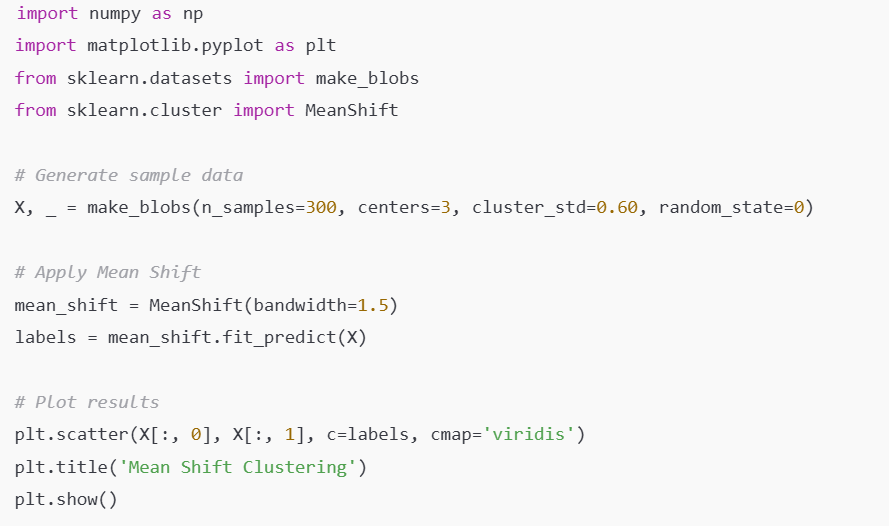 import numpy as np
import matplotlib.pyplot as plt
from sklearn.datasets import make_blobs
from sklearn.cluster import MeanShift
# Generate sample data
X, _ = make_blobs(n_samples=300, centers=3, cluster_std=0.60, random_state=0)
# Apply Mean Shift
mean_shift = MeanShift(bandwidth=1.5)
labels = mean_shift.fit_predict(X)
# Plot results
plt.scatter(X[:, 0], X[:, 1], c=labels, cmap='viridis')
plt.title('Mean Shift Clustering')
plt.show()